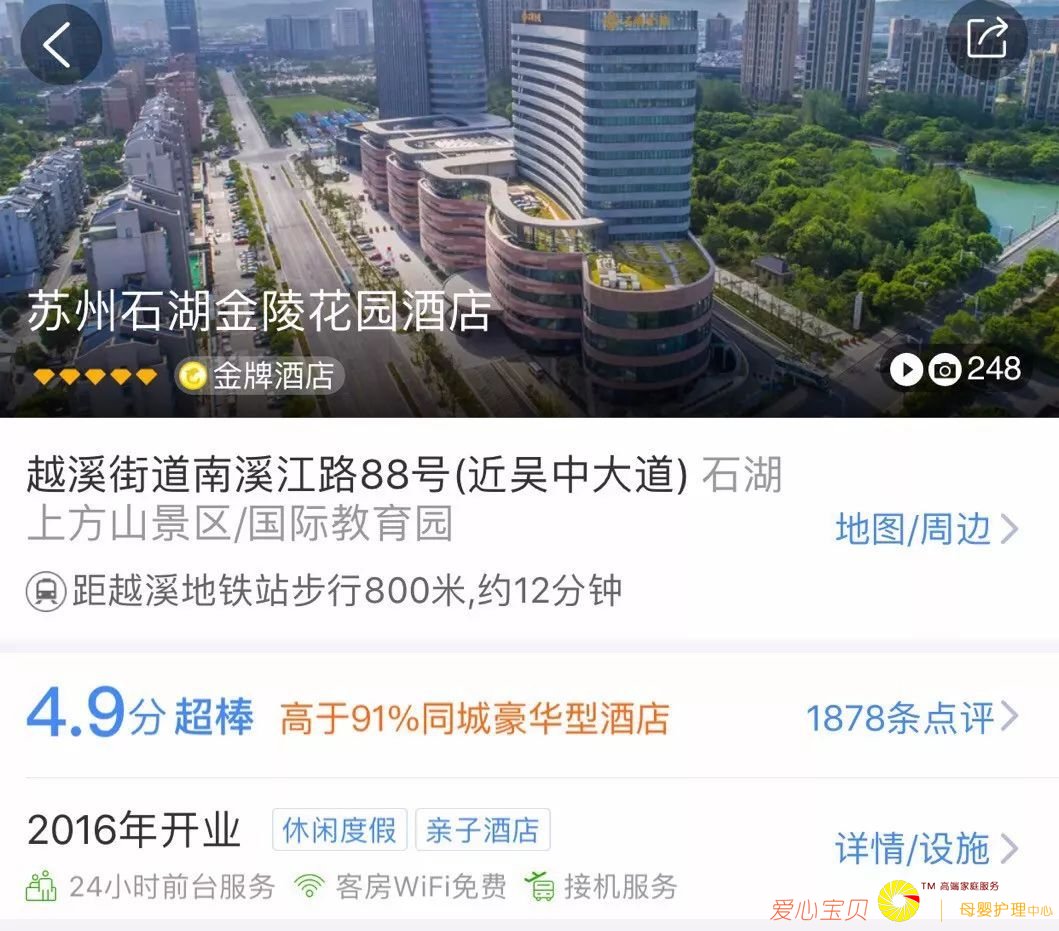 苏州石湖金陵花园酒店
金牌酒店
248
越溪街道南溪江路88号(近吴中大道) 石湖
上方山景区/国际教育园
地图/周边
距越溪地铁站步行800米,约12分钟
4.9分 超棒 高于91%同城豪华型酒店 1878条点评
2016年开业 休闲度假 亲子酒店
详情/设施
24小时前台服务 客房WiFi免费 接机服务
爱心宝贝 TM 高端家庭服务
母婴护理中心